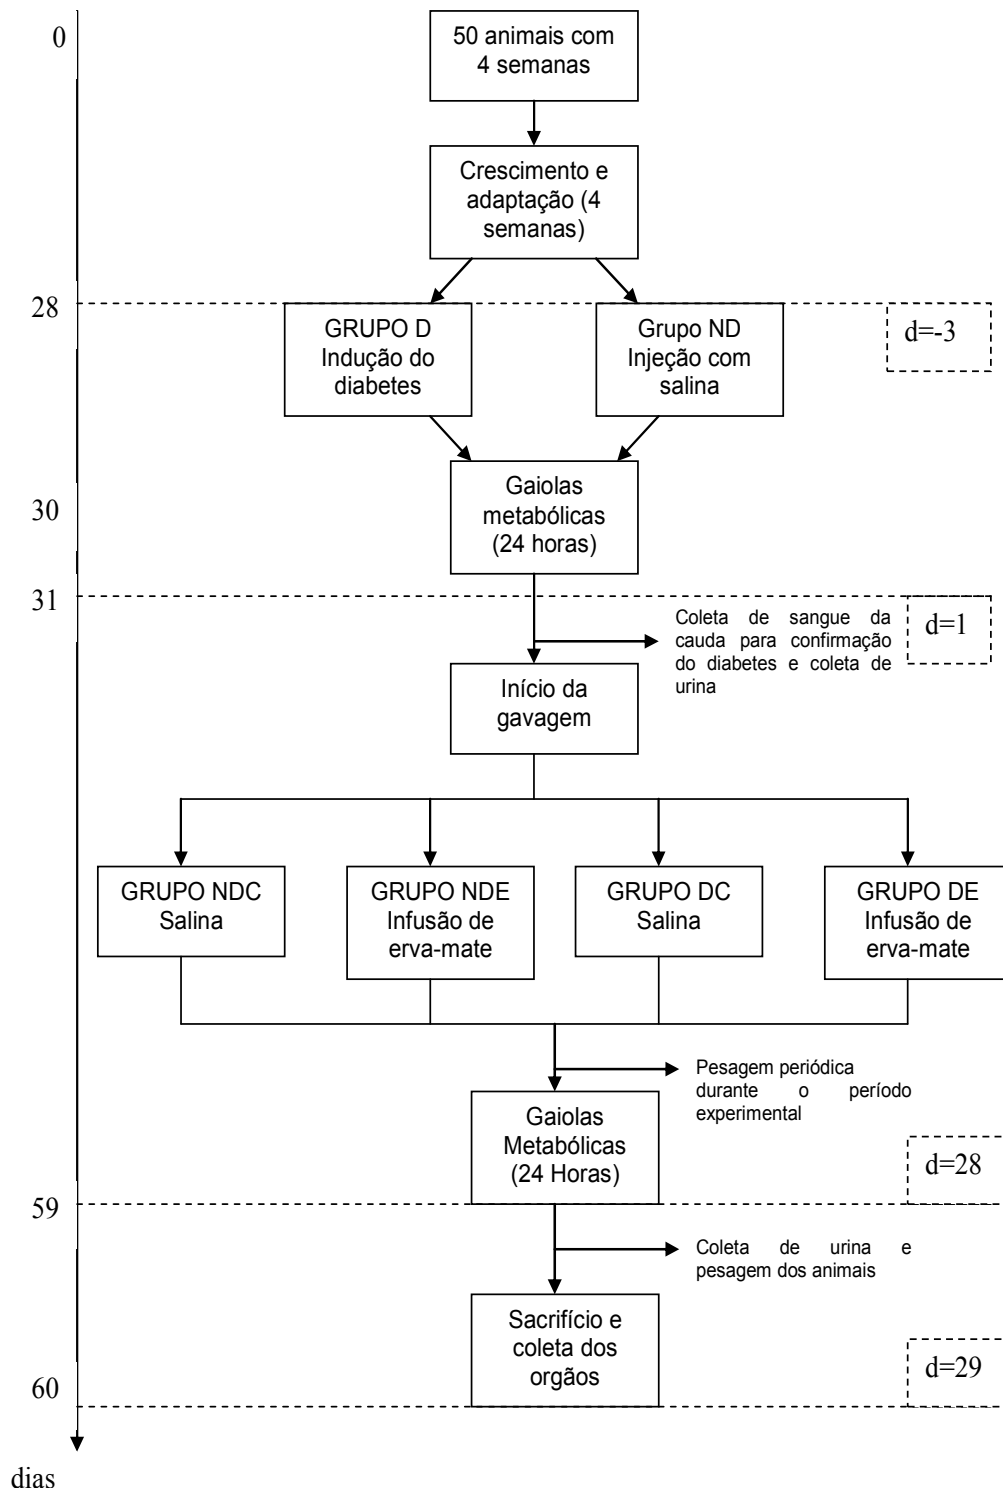 0
50 animais com
4 semanas
Crescimento e
adaptação (4
semanas)
28
GRUPO D
Indução do
diabetes
Grupo ND
Injeção com
salina
d=-3
30
Gaiolas
metabólicas
(24 horas)
31
d=1
Coleta de sangue da
cauda para confirmação
do diabetes e coleta de
urina
Início da
gavagem
GRUPO NDC
Salina
GRUPO NDE
Infusão de
erva-mate
GRUPO DC
Salina
GRUPO DE
Infusão de
erva-mate
Pesagem periódica
durante o período
experimental
Gaiolas
Metabólicas
(24 Horas)
d=28
59
Coleta de urina e
pesagem dos animais
Sacrifício e
coleta dos
orgãos
d=29
60
dias